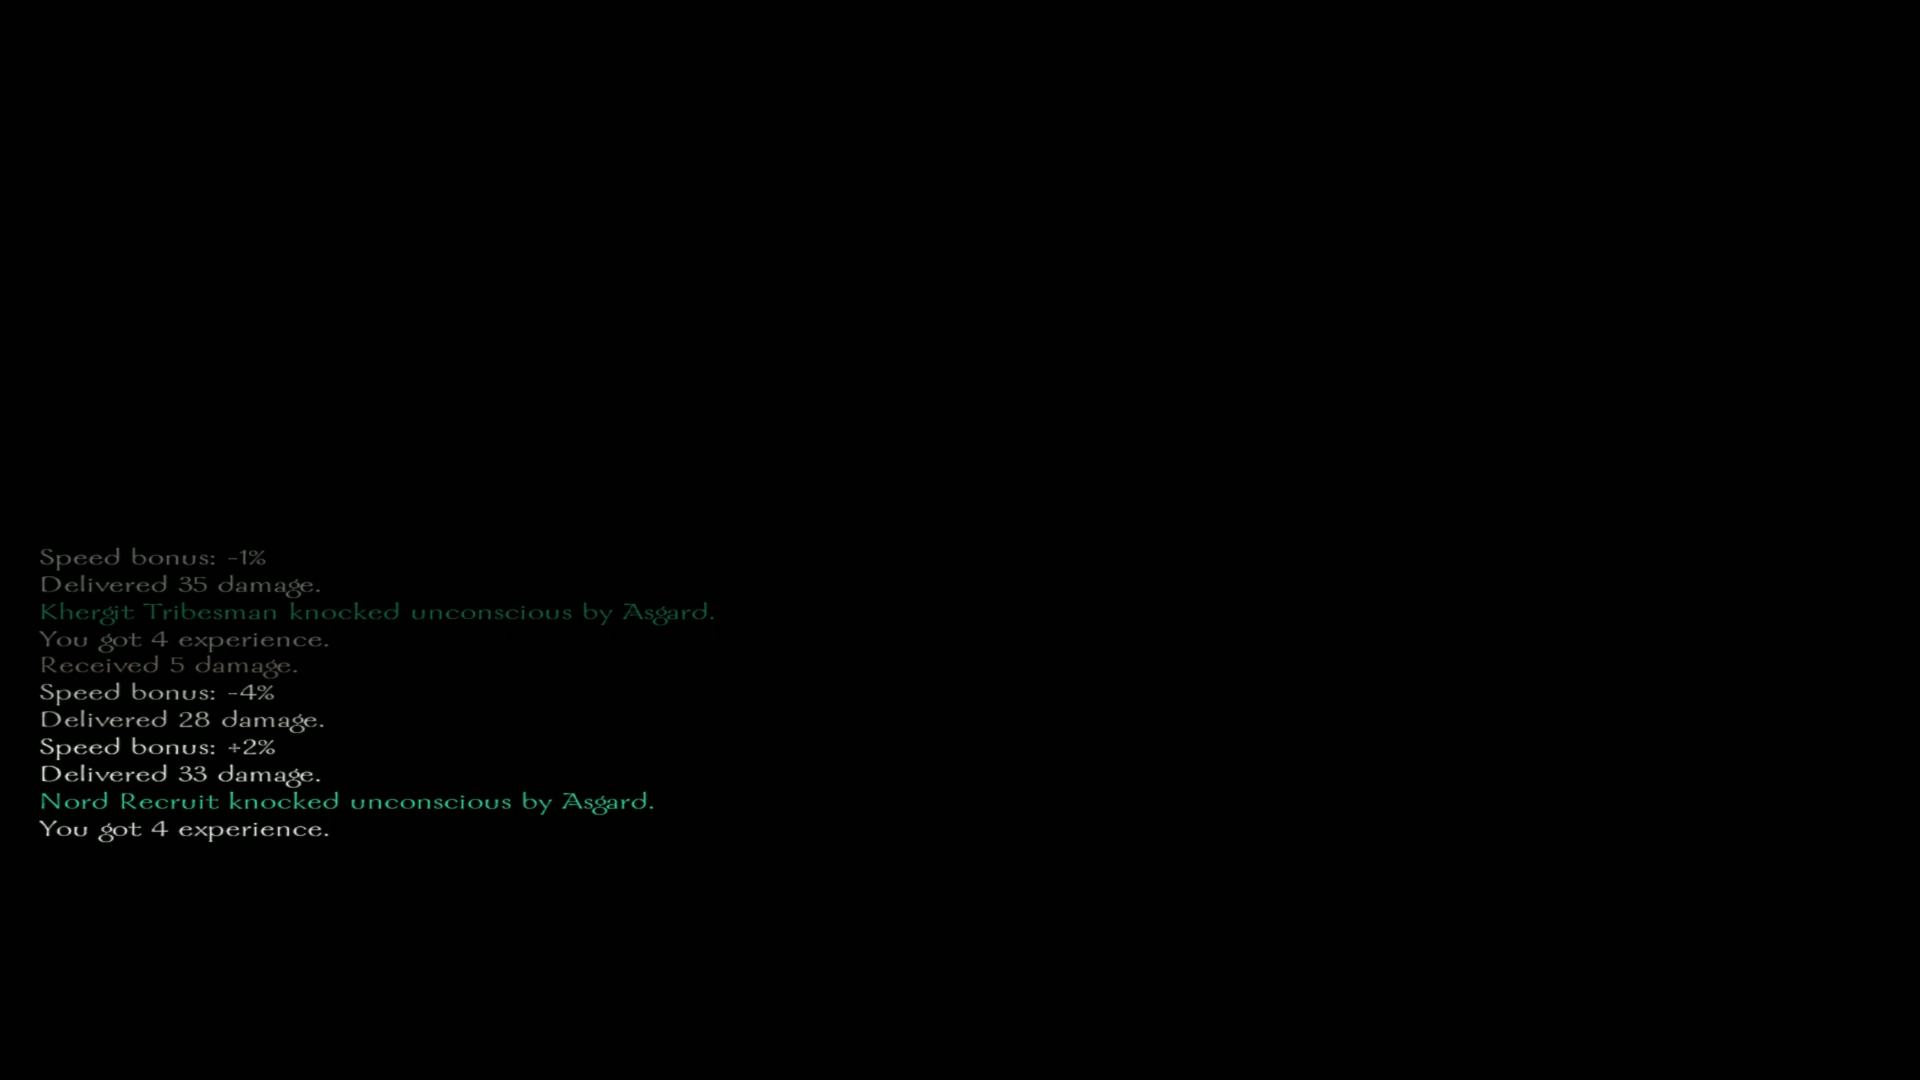 Speed bonus: -1%
Delivered 35 damage.
Khergit Tribesman knocked unconscious by Asgard.
You got 4 experience.
Received 5 damage.
Speed bonus: -4%
Delivered 28 damage.
Speed bonus: +2%
Delivered 33 damage.
Nord Recruit knocked unconscious by Asgard.
You got 4 experience.